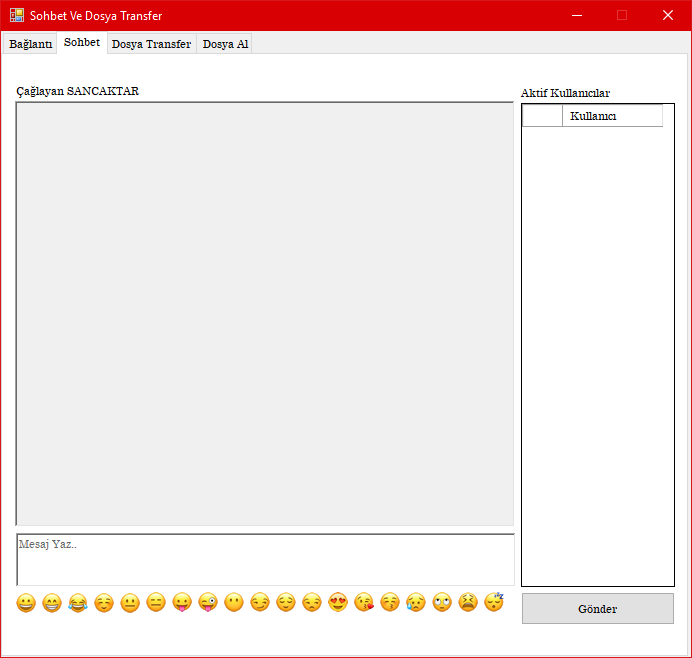 Sohbet Ve Dosya Transfer
Bağlantı Sohbet Dosya Transfer Dosya Al
Çağlayan SANCAKTAR
Aktif Kullanıcılar
Kullanıcı
Mesaj Yaz..
Gönder